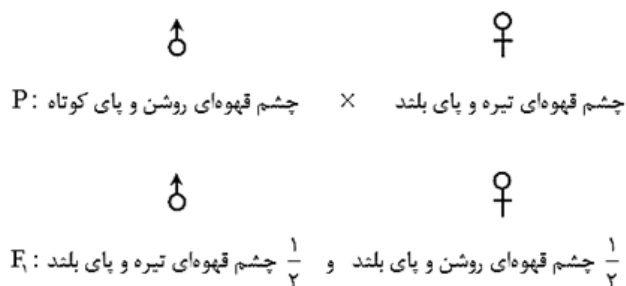 ♂ ♀
P: چشم قهوه‌ای روشن و پای کوتاه × چشم قهوه‌ای تیره و پای بلند
♂ ♀
F₁: چشم قهوه‌ای تیره و پای بلند ۱/۲ و چشم قهوه‌ای روشن و پای بلند ۱/۲